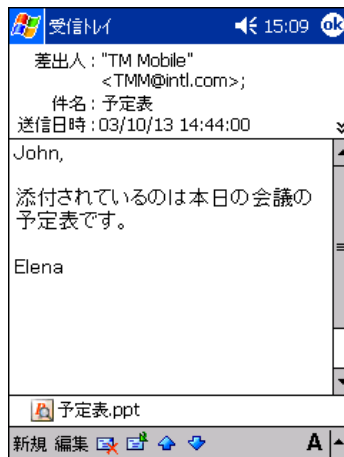 受信トレイ 15:09 ok
差出人: "TM Mobile"
<TMM@intl.com>;
件名: 予定表
送信日時: 03/10/13 14:44:00
John,
添付されているのは本日の会議の
予定表です。
Elena
予定表.ppt
新規 編集 A